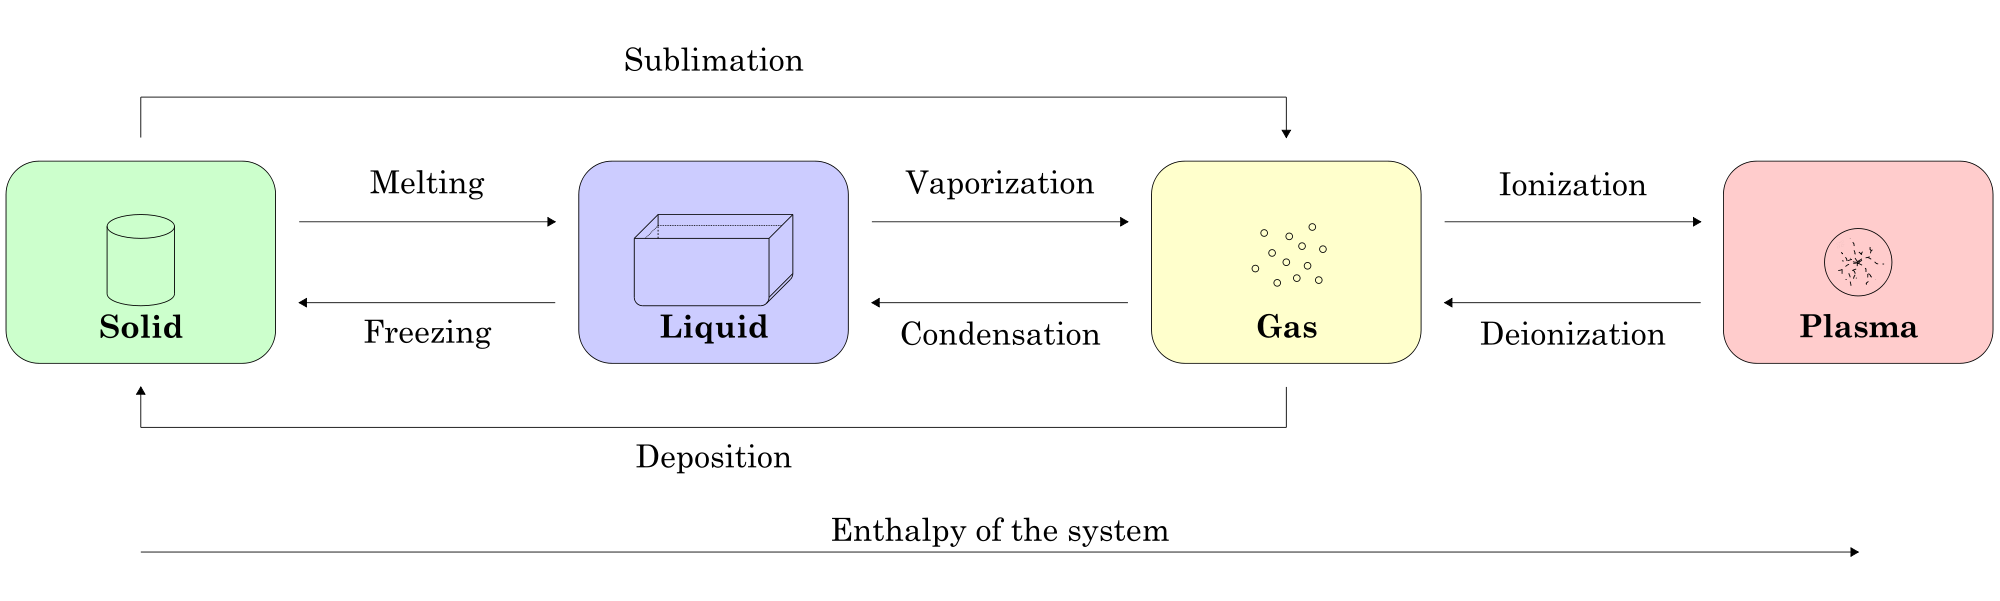 Sublimation
Melting
Vaporization
Ionization
Solid
Liquid
Gas
Plasma
Freezing
Condensation
Deionization
Deposition
Enthalpy of the system